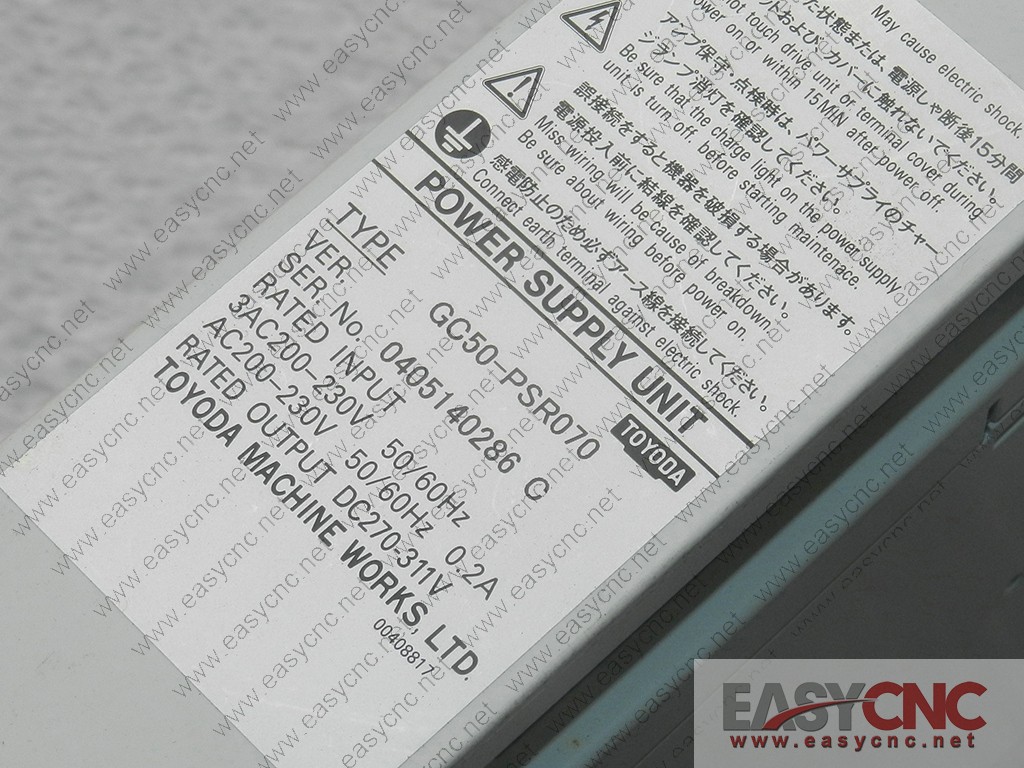 た状態または、電源しゃ断後15分間
ットおよび カバーに触れないでください。
not touch drive unit or terminal cover during
power on or within 15MIN after power off
May cause electric shock.
アンプ保守・点検時は、パワーサプライのチャー
ジランプ消灯を確認してください。
Be sure that the charge light on the power supply
unit is turn off, before starting maintenace.
誤接続をすると機器を破損する場合があります。
電源投入前に結線を確認してください。
Miss wiring will be cause of breakdown.
Be sure about wiring before power on.
感電防止のため必ずアース線を接続してください。
Connect earth terminal against electric shock.
POWER SUPPLY UNIT
TOYODA
TYPE GC50-PSR070
VER. C
SER. No. 0405140286
RATED INPUT
3AC200-230V 50/60Hz
AC200-230V 50/60Hz 0.2A
RATED OUTPUT DC270-311V
TOYODA MACHINE WORKS, LTD.
00408817
EASYCNC
www.easycnc.net